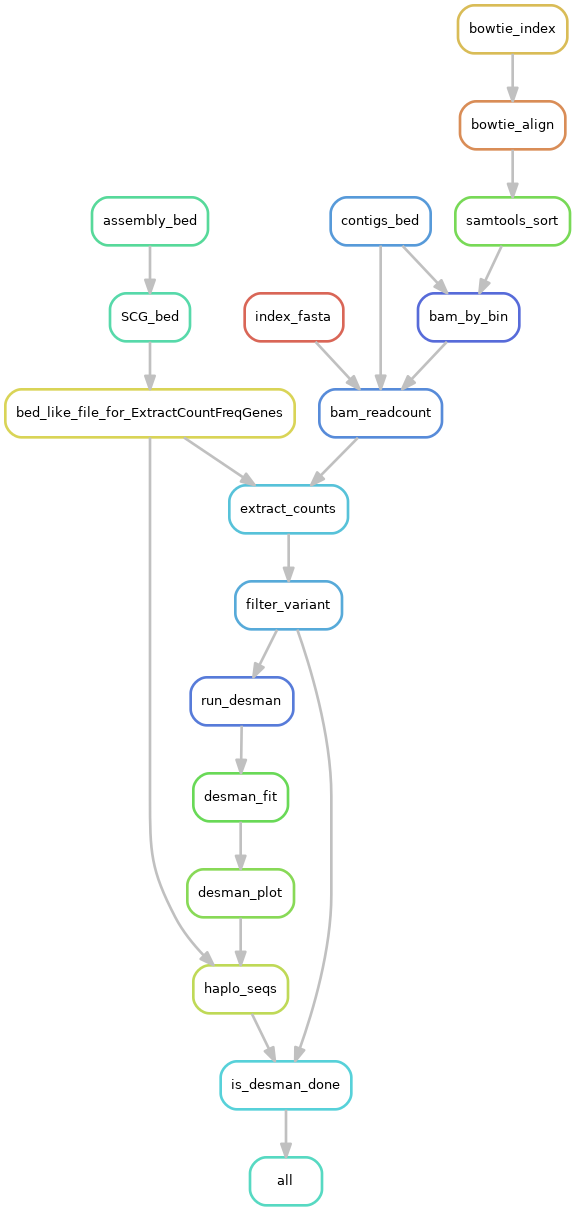 bowtie_index
bowtie_align
assembly_bed
contigs_bed
samtools_sort
SCG_bed
index_fasta
bam_by_bin
bed_like_file_for_ExtractCountFreqGenes
bam_readcount
extract_counts
filter_variant
run_desman
desman_fit
desman_plot
haplo_seqs
is_desman_done
all